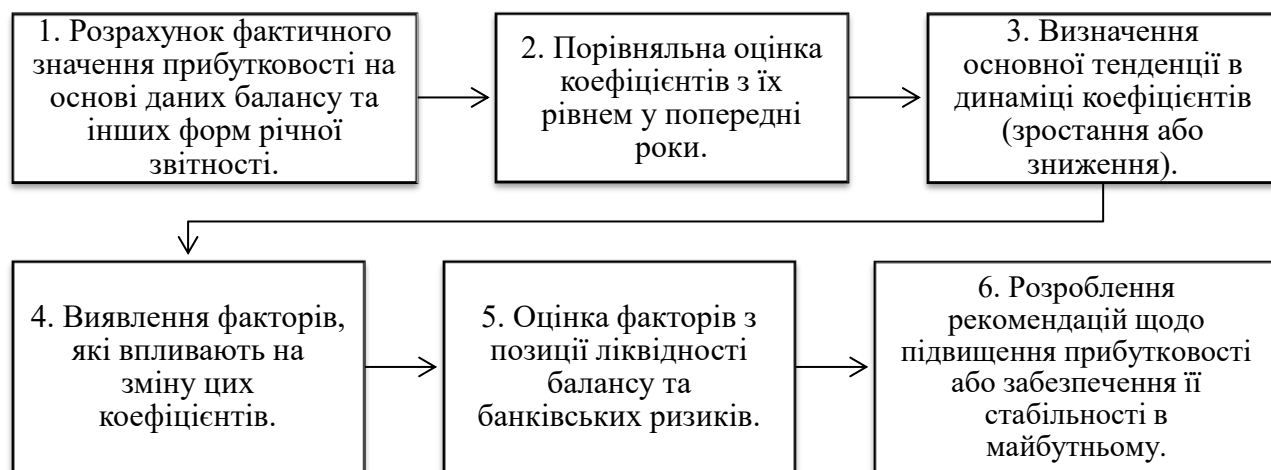 1. Розрахунок фактичного
значення прибутковості на
основі даних балансу та
інших форм річної
звітності.
2. Порівняльна оцінка
коефіцієнтів з їх
рівнем у попередні
роки.
3. Визначення
основної тенденції в
динаміці коефіцієнтів
(зростання або
зниження).
4. Виявлення факторів,
які впливають на
зміну цих
коефіцієнтів.
5. Оцінка факторів з
позиції ліквідності
балансу та
банківських ризиків.
6. Розроблення
рекомендацій щодо
підвищення прибутковості
або забезпечення її
стабільності в
майбутньому.